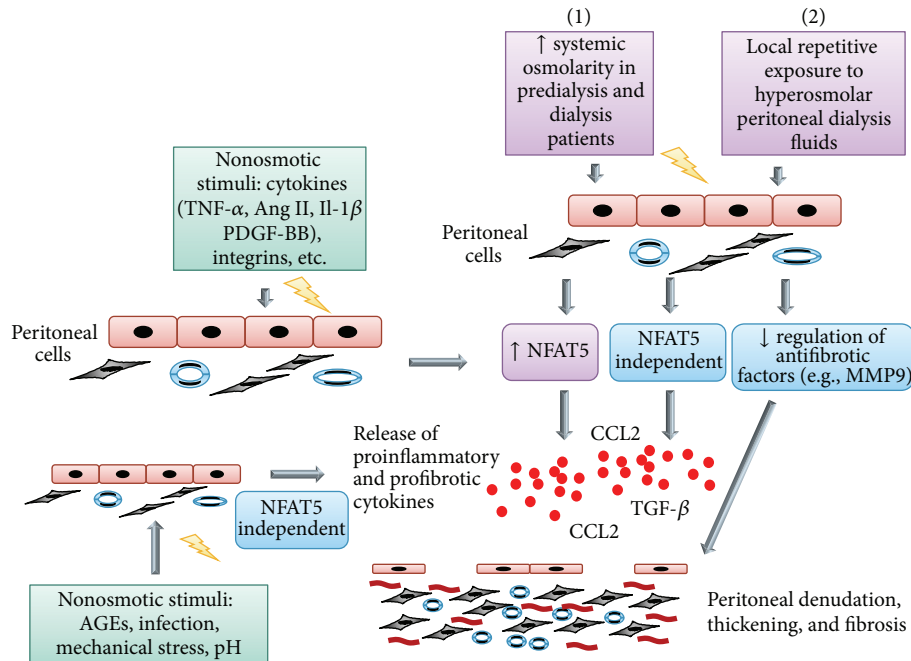 (1)
(2)
↑ systemic
osmolarity in
predialysis and
dialysis
patients
Local repetitive
exposure to
hyperosmolar
peritoneal dialysis
fluids
Nonosmotic
stimuli: cytokines
(TNF-α, Ang II, Il-1β
PDGF-BB),
integrins, etc.
Peritoneal
cells
Peritoneal
cells
↑ NFAT5
NFAT5
independent
↓ regulation of
antifibrotic
factors (e.g., MMP9)
Release of
proinflammatory
and profibrotic
cytokines
NFAT5
independent
CCL2
TGF-β
CCL2
Nonosmotic stimuli:
AGEs, infection,
mechanical stress, pH
Peritoneal denudation,
thickening, and fibrosis